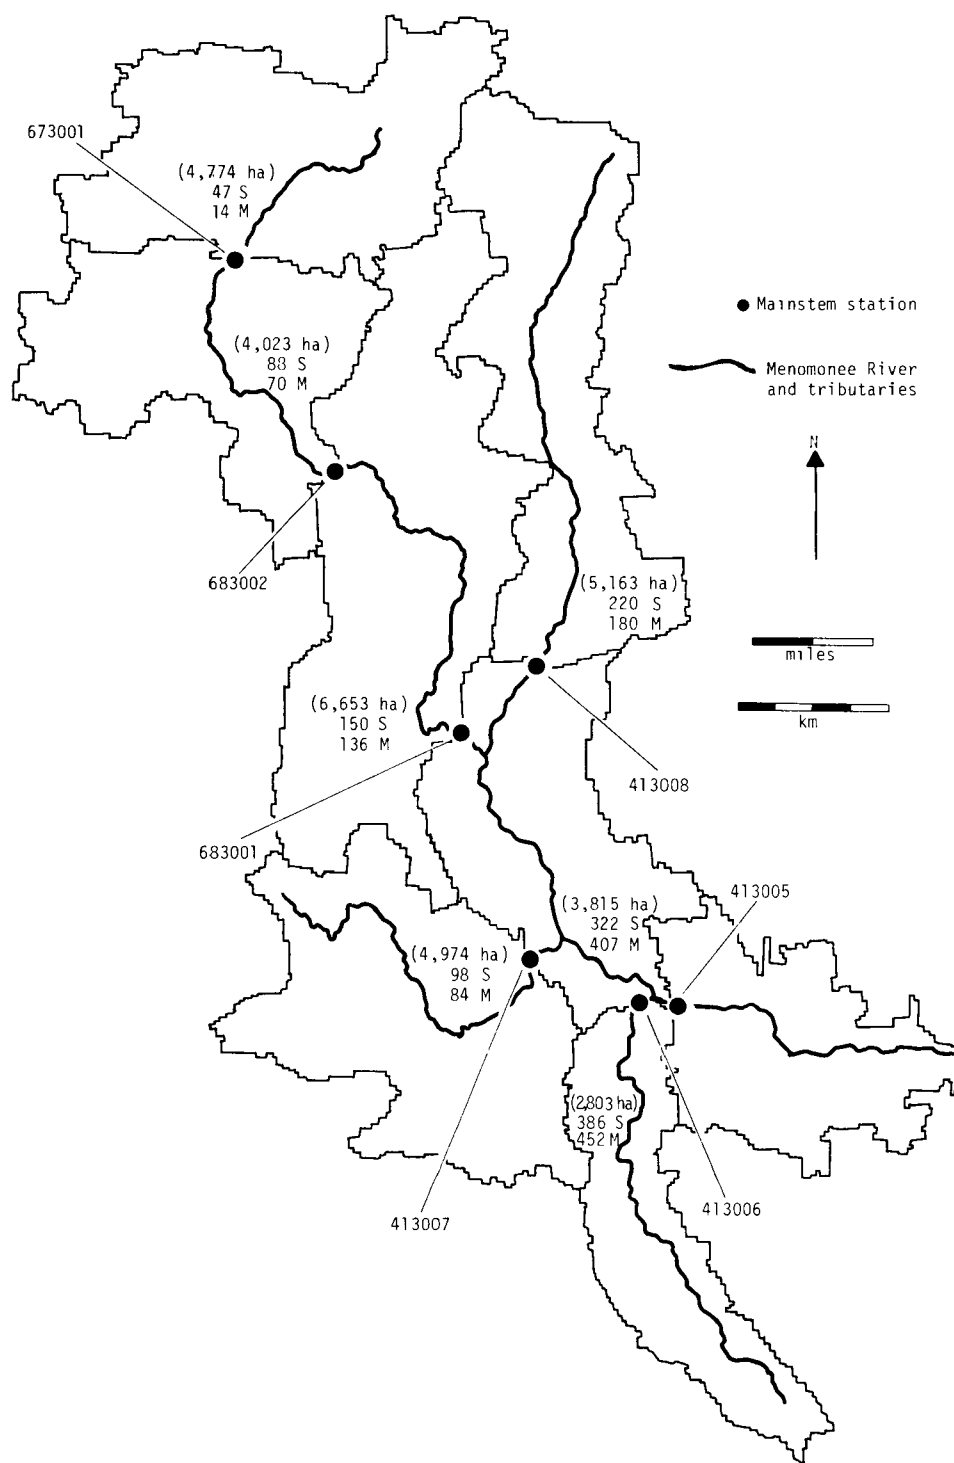 673001
(4,774 ha)
47 S
14 M
Mainstem station
(4,023 ha)
88 S
70 M
Menomonee River
and tributaries
N
683002
(5,163 ha)
220 S
180 M
miles
(6,653 ha)
150 S
136 M
km
413008
683001
413005
(3,815 ha)
322 S
407 M
(4,974 ha)
98 S
84 M
(2,803 ha)
386 S
452 M
413006
413007